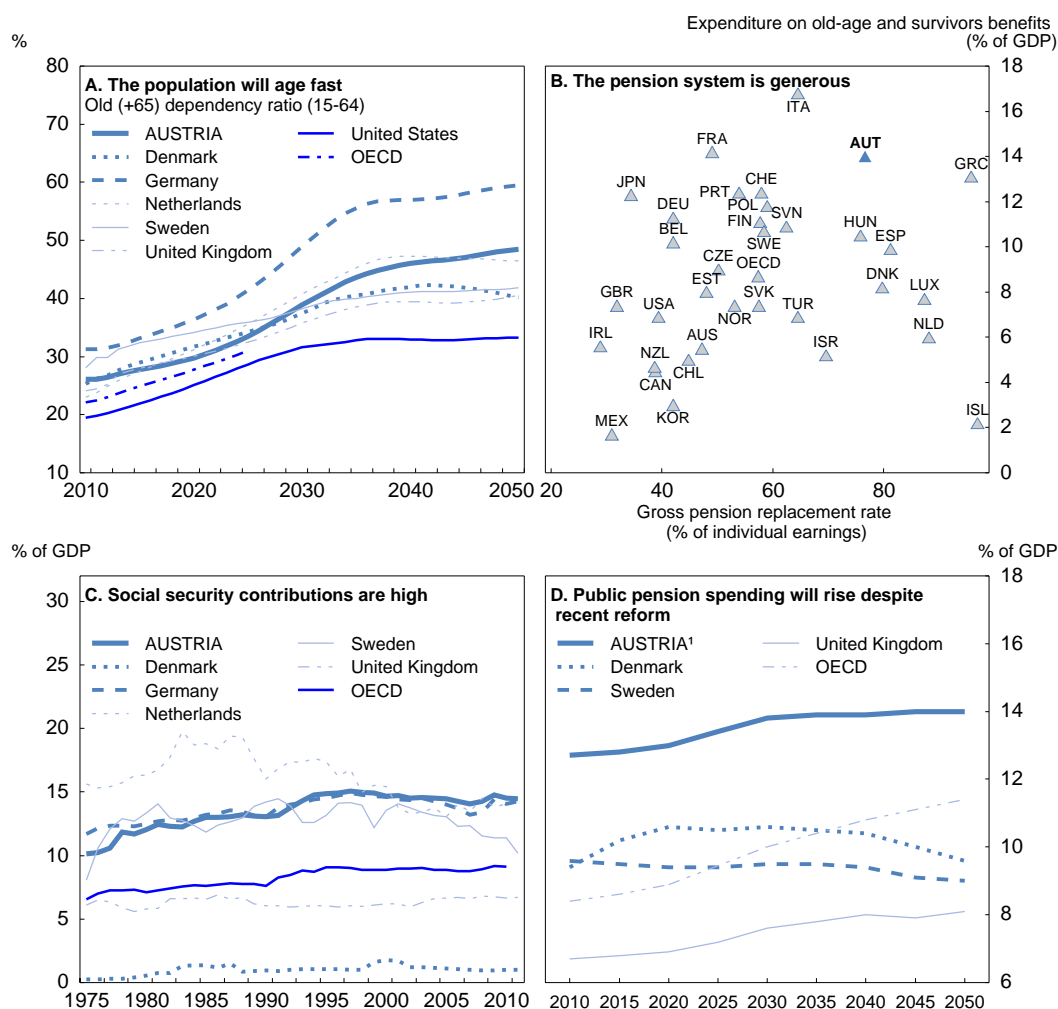 Expenditure on old-age and survivors benefits
(% of GDP)
%
A. The population will age fast
Old (+65) dependency ratio (15-64)
AUSTRIA
Denmark
Germany
Netherlands
Sweden
United Kingdom
United States
OECD
80
70
60
50
40
30
20
10
2010
2020
2030
2040
2050
B. The pension system is generous
ITA
AUT
FRA
GRC
JPN
PRT
CHE
DEU
POL
BEL
FIN
SVN
SWE
HUN
ESP
CZE
OECD
EST
DNK
LUX
GBR
USA
NOR
SVK
TUR
NLD
IRL
AUS
ISR
NZL
CHL
CAN
KOR
MEX
ISL
18
16
14
12
10
8
6
4
2
0
20
40
60
80
Gross pension replacement rate
(% of individual earnings)
% of GDP
C. Social security contributions are high
AUSTRIA
Denmark
Germany
Netherlands
Sweden
United Kingdom
OECD
30
25
20
15
10
5
0
1975
1980
1985
1990
1995
2000
2005
2010
% of GDP
D. Public pension spending will rise despite
recent reform
AUSTRIA¹
Denmark
Sweden
United Kingdom
OECD
18
16
14
12
10
8
6
2010
2015
2020
2025
2030
2035
2040
2045
2050